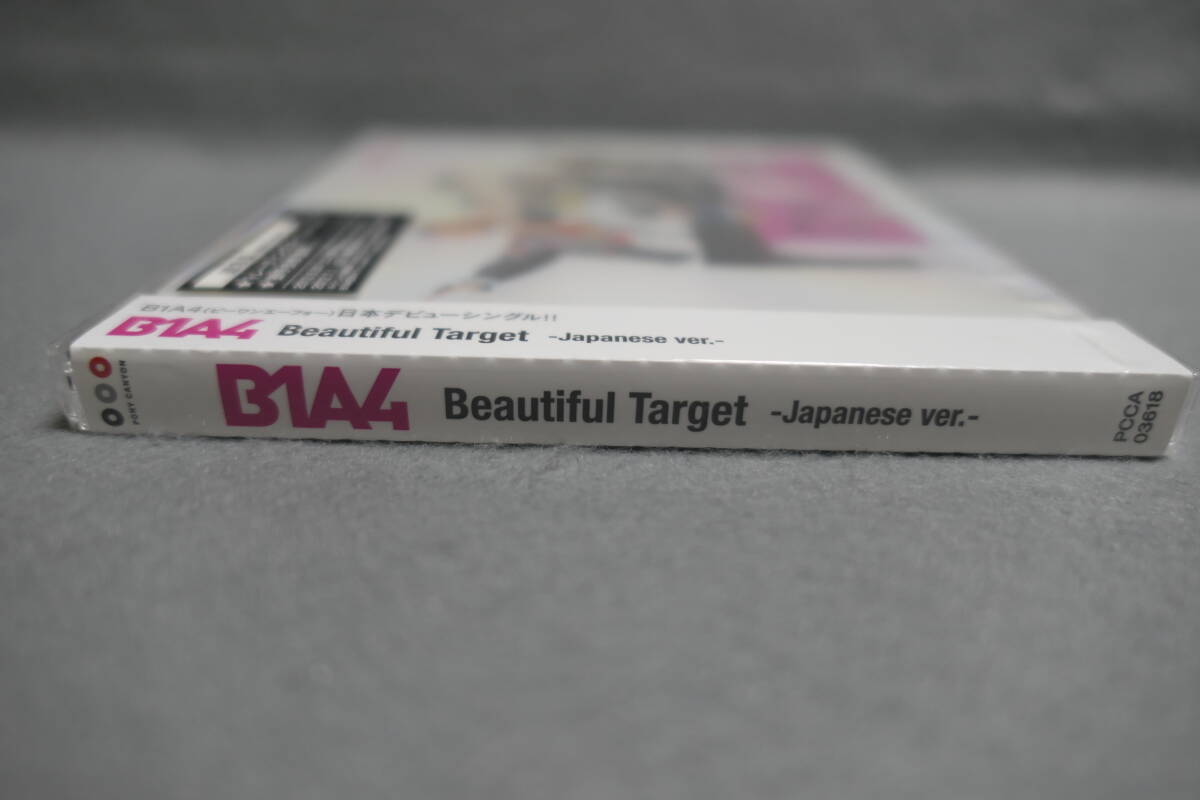 B1A4(ビーワンエーフォー)日本デビューシングル!!
B1A4 Beautiful Target -Japanese ver.-
PONY CANYON
B1A4 Beautiful Target -Japanese ver.-
PCCA
03618